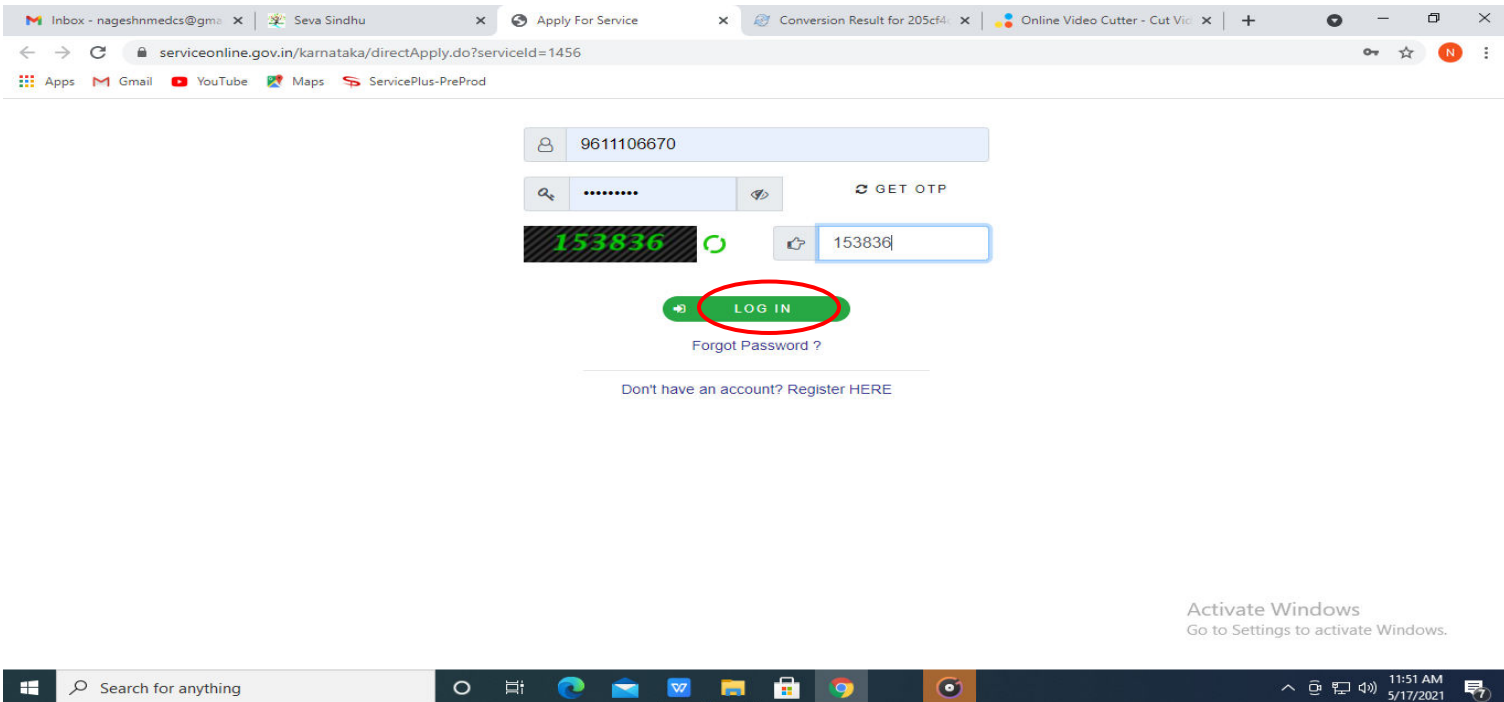 Inbox - nageshnmedcs@gma
Seva Sindhu
Apply For Service
Conversion Result for 205cf4c
Online Video Cutter - Cut Vid
serviceonline.gov.in/karnataka/directApply.do?serviceId=1456
N
Apps Gmail YouTube Maps ServicePlus-PreProd
9611106670
•••••••••
GET OTP
153836
153836
LOG IN
Forgot Password ?
Don't have an account? Register HERE
Activate Windows
Go to Settings to activate Windows.
Search for anything
11:51 AM
5/17/2021
7